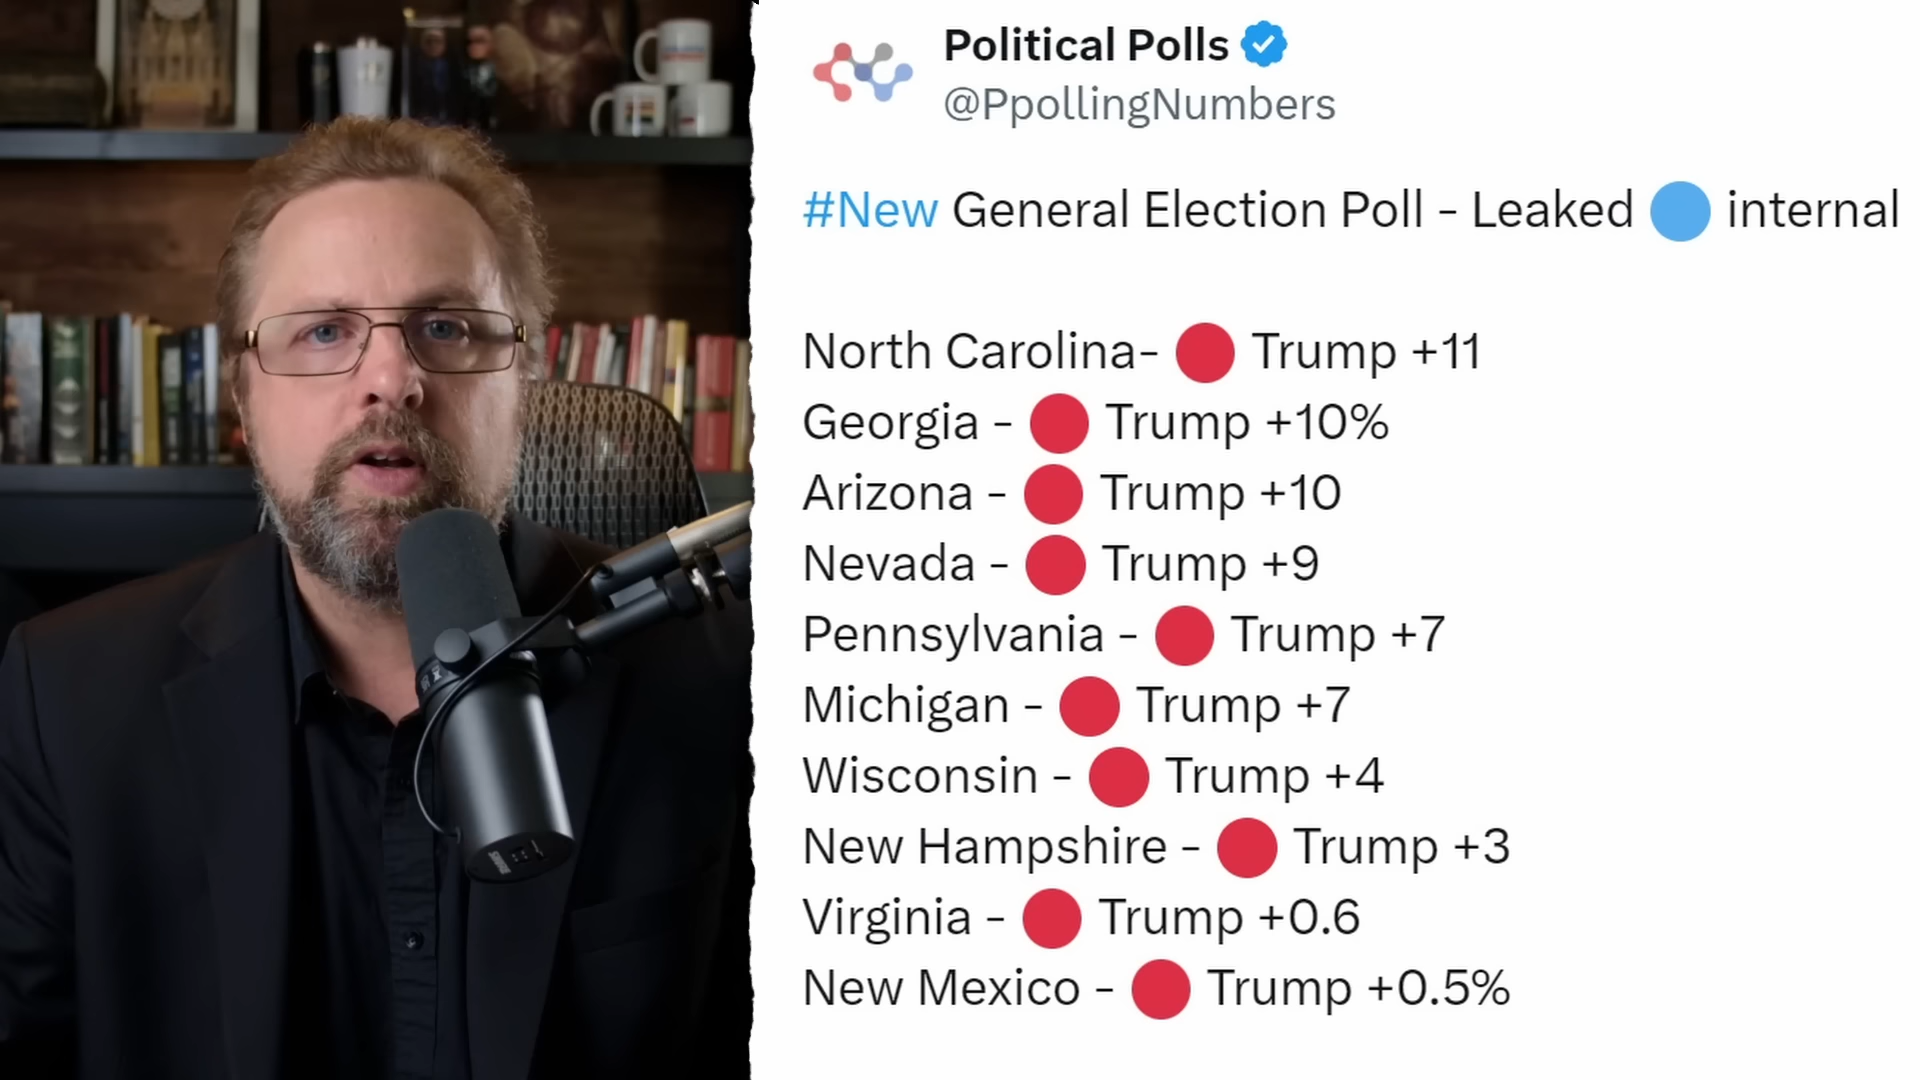 Political Polls
@PpollingNumbers
#New General Election Poll - Leaked 🔵 internal
North Carolina- 🔴 Trump +11
Georgia - 🔴 Trump +10%
Arizona - 🔴 Trump +10
Nevada - 🔴 Trump +9
Pennsylvania - 🔴 Trump +7
Michigan - 🔴 Trump +7
Wisconsin - 🔴 Trump +4
New Hampshire - 🔴 Trump +3
Virginia - 🔴 Trump +0.6
New Mexico - 🔴 Trump +0.5%
SHURE